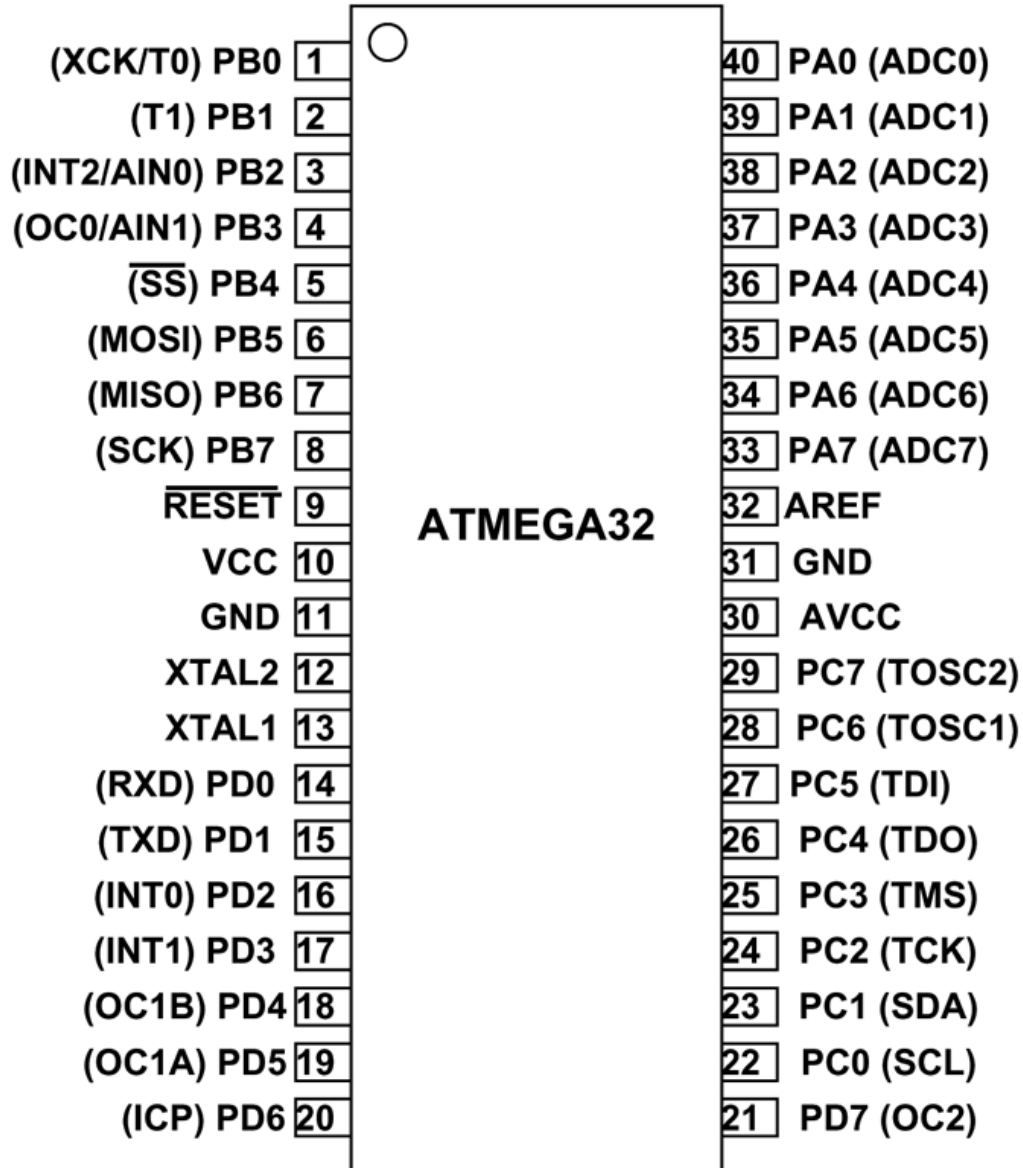 (XCK/T0) PB0 1 40 PA0 (ADC0)
(T1) PB1 2 39 PA1 (ADC1)
(INT2/AIN0) PB2 3 38 PA2 (ADC2)
(OC0/AIN1) PB3 4 37 PA3 (ADC3)
(SS) PB4 5 36 PA4 (ADC4)
(MOSI) PB5 6 35 PA5 (ADC5)
(MISO) PB6 7 34 PA6 (ADC6)
(SCK) PB7 8 33 PA7 (ADC7)
RESET 9 32 AREF
ATMEGA32
VCC 10 31 GND
GND 11 30 AVCC
XTAL2 12 29 PC7 (TOSC2)
XTAL1 13 28 PC6 (TOSC1)
(RXD) PD0 14 27 PC5 (TDI)
(TXD) PD1 15 26 PC4 (TDO)
(INT0) PD2 16 25 PC3 (TMS)
(INT1) PD3 17 24 PC2 (TCK)
(OC1B) PD4 18 23 PC1 (SDA)
(OC1A) PD5 19 22 PC0 (SCL)
(ICP) PD6 20 21 PD7 (OC2)